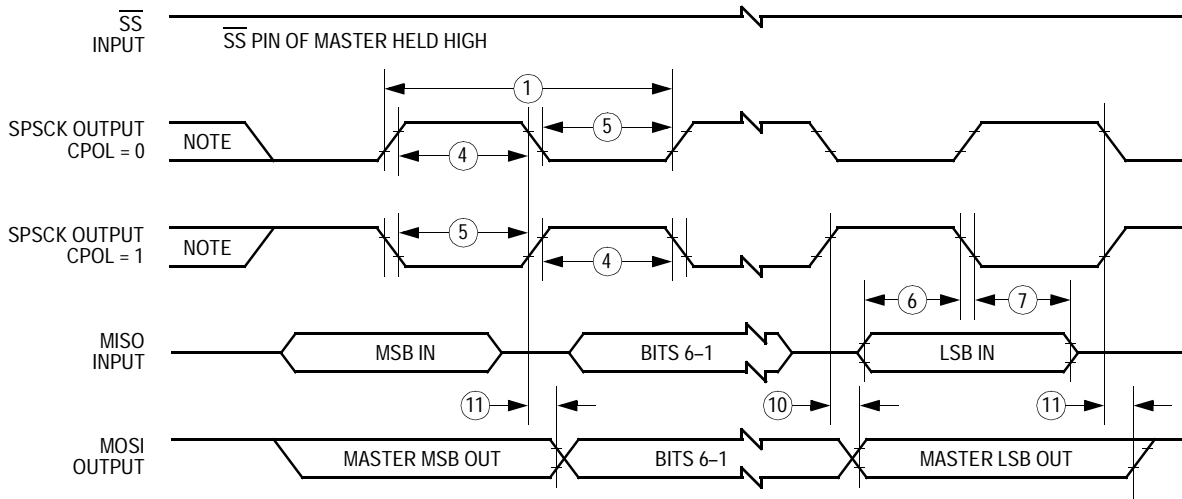 SS
INPUT
SS PIN OF MASTER HELD HIGH
1
SPSCK OUTPUT
CPOL = 0
NOTE
5
4
SPSCK OUTPUT
CPOL = 1
NOTE
5
4
6
7
MISO
INPUT
MSB IN
BITS 6–1
LSB IN
11
10
11
MOSI
OUTPUT
MASTER MSB OUT
BITS 6–1
MASTER LSB OUT